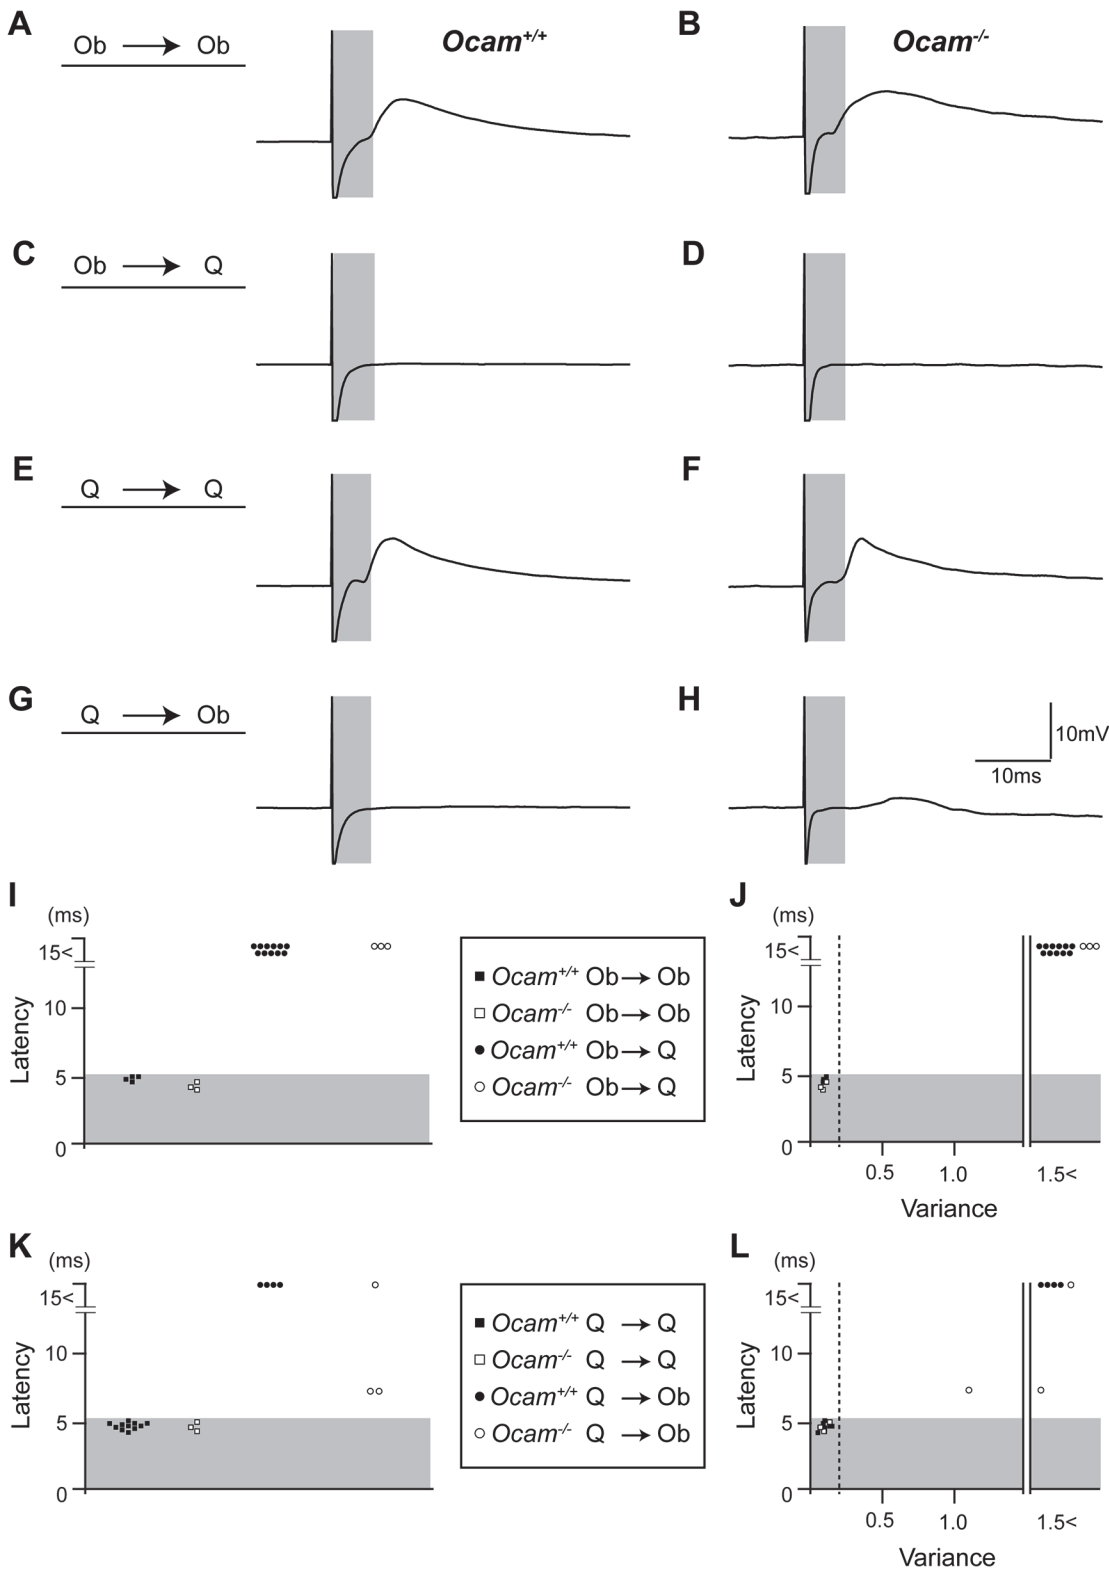 A
Ob → Ob
Ocam+/+
B
Ocam-/-
C
Ob → Q
D
E
Q → Q
F
G
Q → Ob
H
10mV
10ms
I
(ms)
15<
10
5
0
Latency
Ocam+/+ Ob → Ob
Ocam-/- Ob → Ob
Ocam+/+ Ob → Q
Ocam-/- Ob → Q
J
(ms)
15<
10
5
0
Latency
0.5 1.0 1.5<
Variance
K
(ms)
15<
10
5
0
Latency
Ocam+/+ Q → Q
Ocam-/- Q → Q
Ocam+/+ Q → Ob
Ocam-/- Q → Ob
L
(ms)
15<
10
5
0
Latency
0.5 1.0 1.5<
Variance